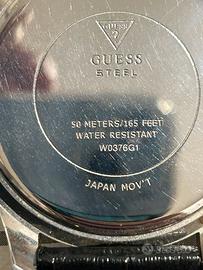 GUESS
?
GUESS
STEEL
50 METERS/165 FEET
WATER RESISTANT
W0376G1
JAPAN MOV'T